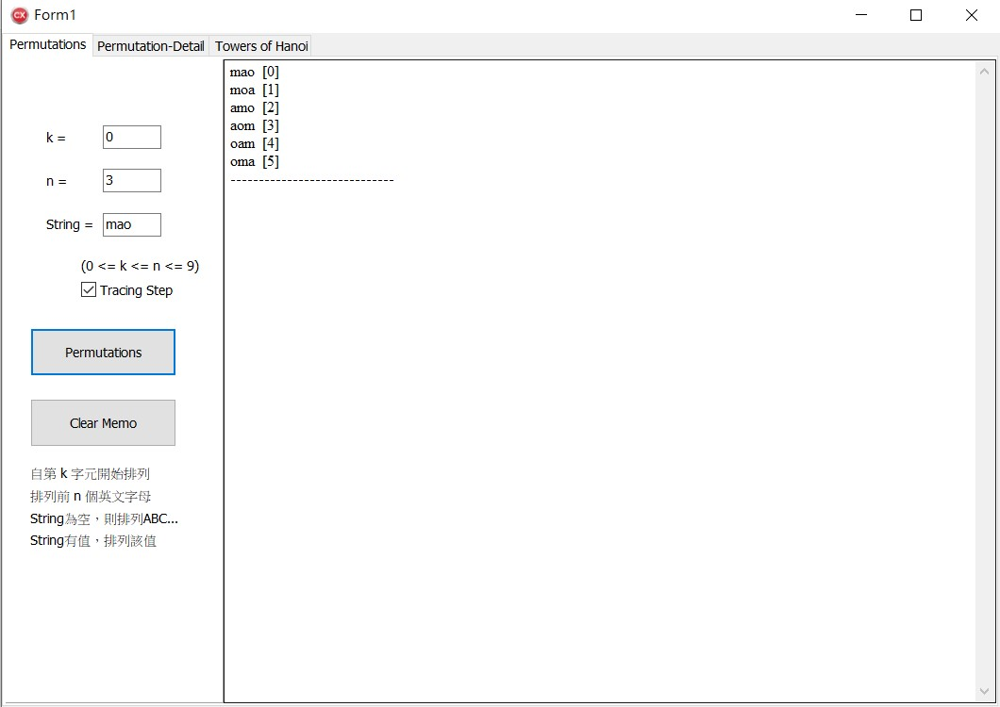 Form1
Permutations Permutation-Detail Towers of Hanoi
k = 0
n = 3
String = mao
(0 <= k <= n <= 9)
Tracing Step
Permutations
Clear Memo
自第 k 字元開始排列
排列前 n 個英文字母
String為空，則排列ABC...
String有值，排列該值
mao [0]
moa [1]
amo [2]
aom [3]
oam [4]
oma [5]
-----------------------------